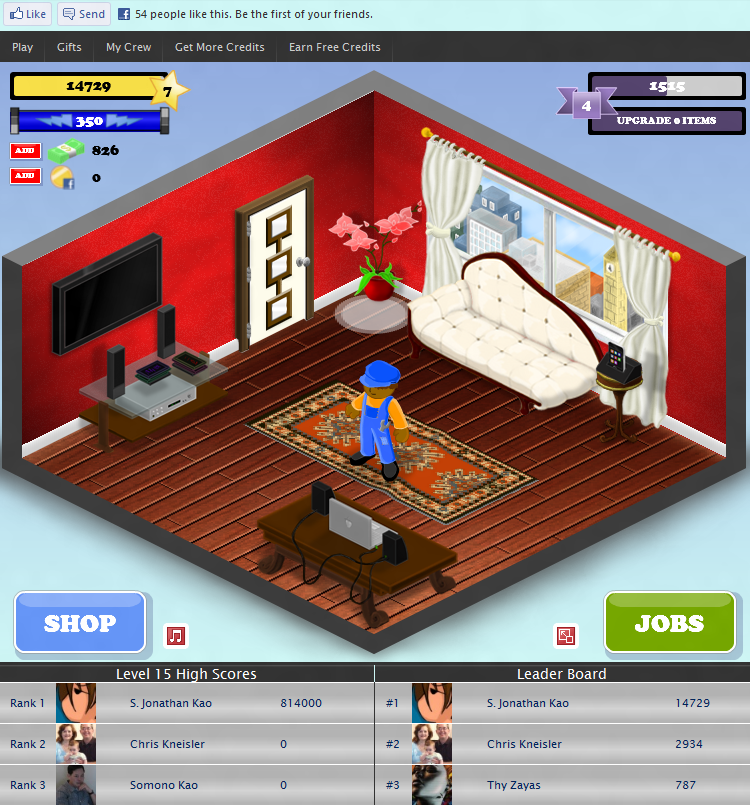 Like Send 54 people like this. Be the first of your friends.
Play Gifts My Crew Get More Credits Earn Free Credits
14729 7 1515
4
350 UPGRADE 0 ITEMS
ADD 826
ADD 0
SHOP JOBS
Level 15 High Scores
Rank 1 S. Jonathan Kao 814000
Rank 2 Chris Kneisler 0
Rank 3 Somono Kao 0
Leader Board
#1 S. Jonathan Kao 14729
#2 Chris Kneisler 2934
#3 Thy Zayas 787